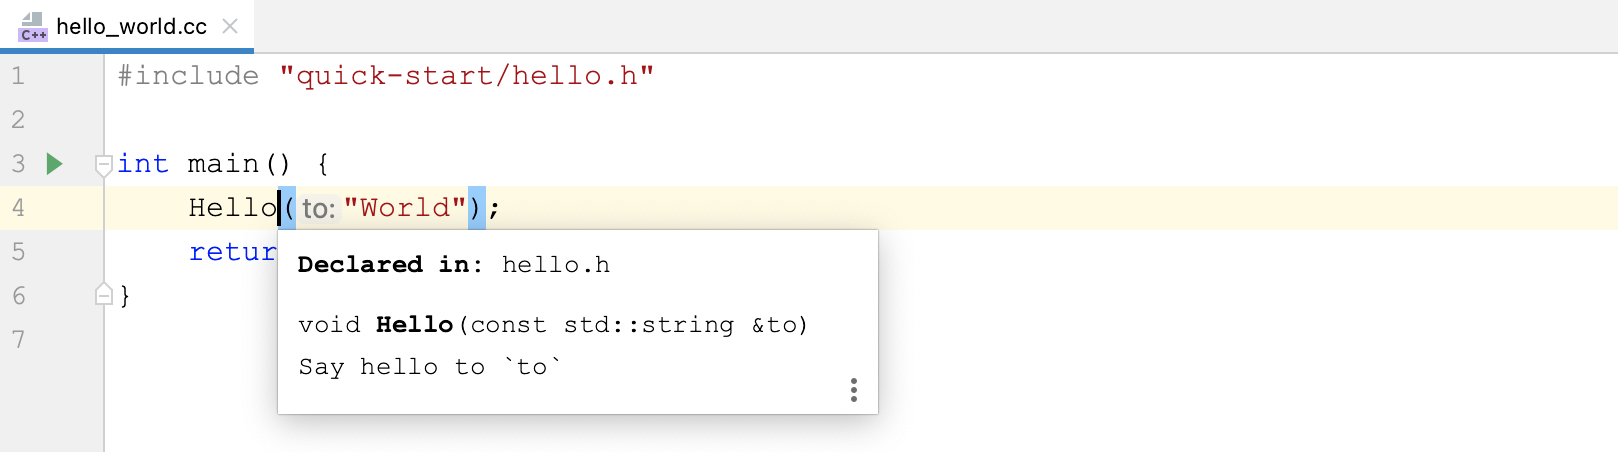 C++ hello_world.cc
1 #include "quick-start/hello.h"
2
3 int main() {
4 Hello(to:"World");
5 retur
Declared in: hello.h
6 }
void Hello(const std::string &to)
7
Say hello to `to`